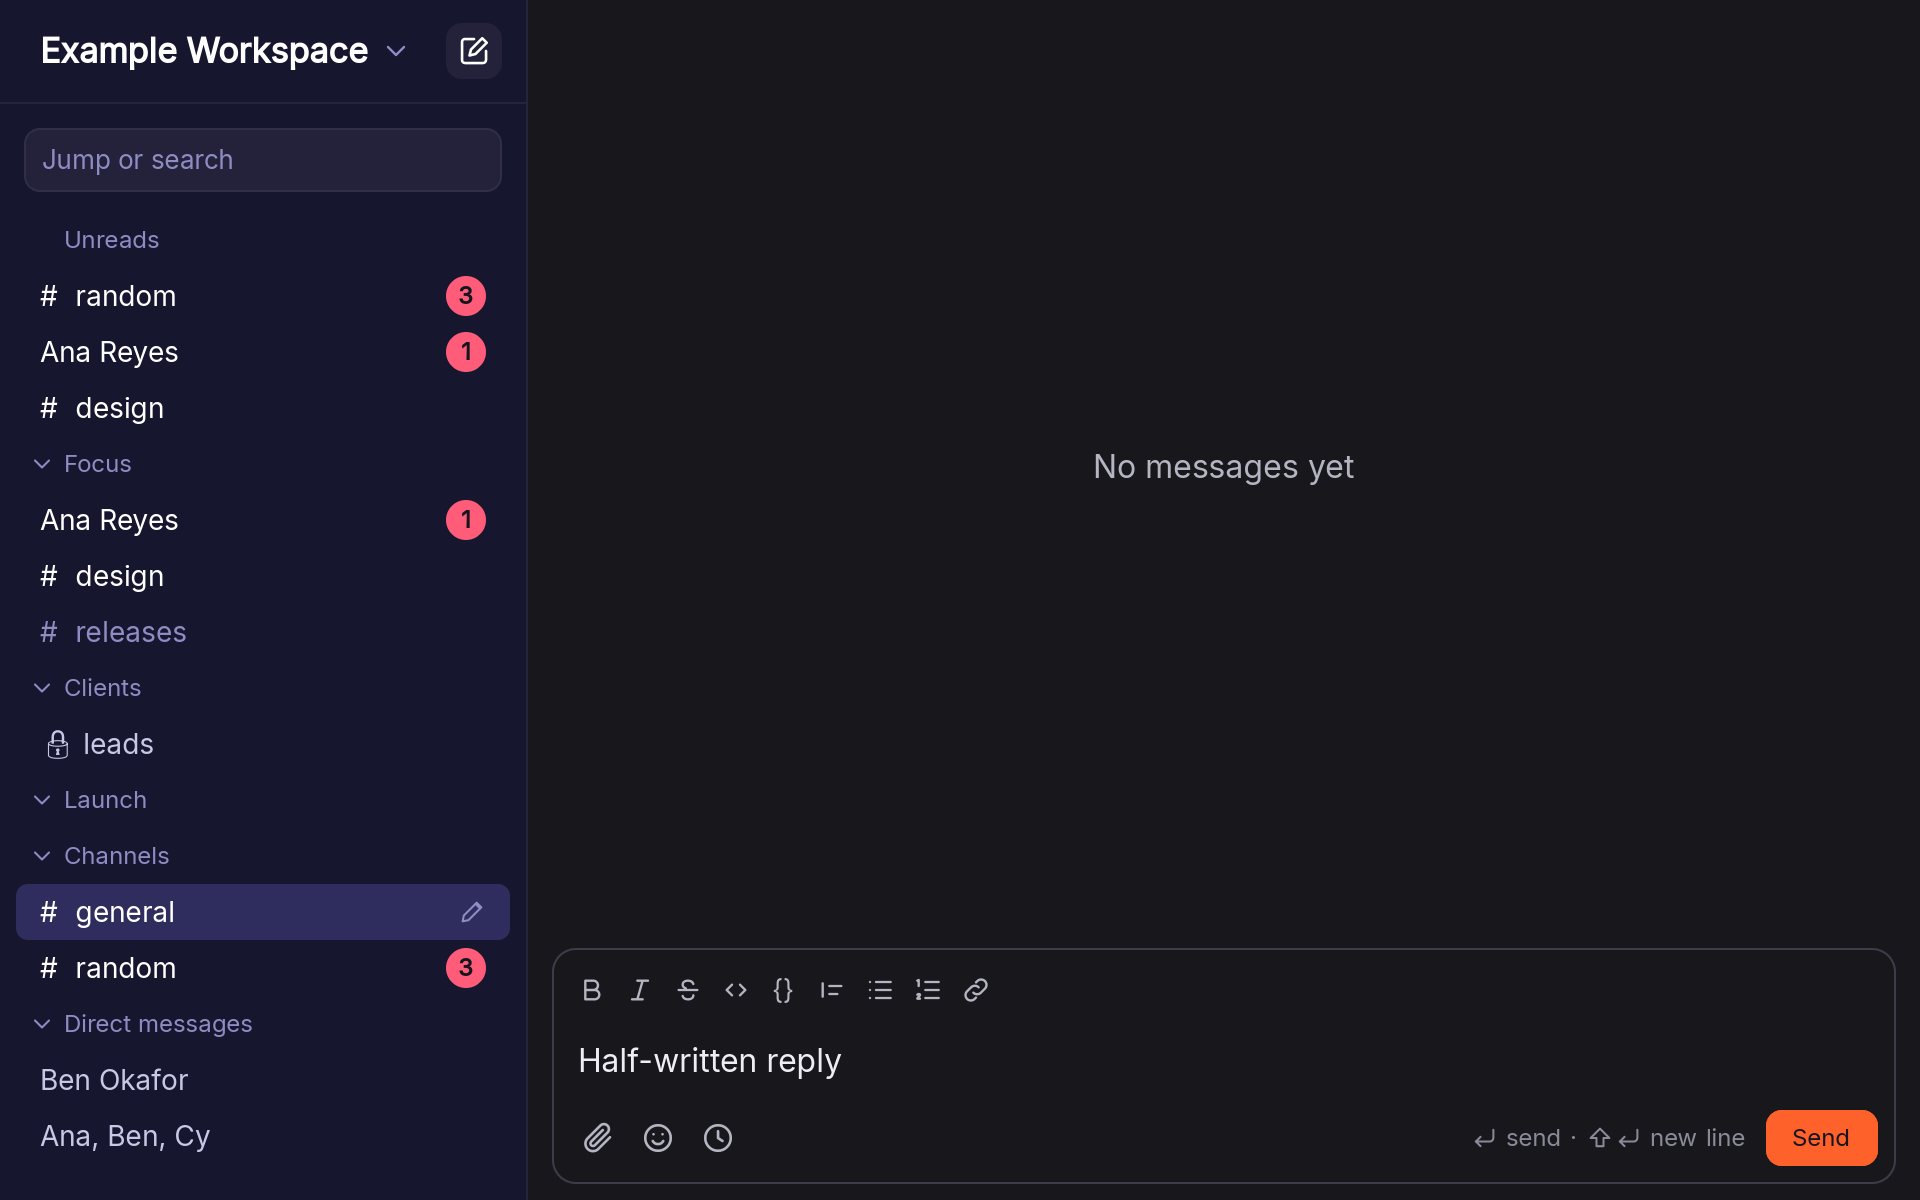 Example Workspace
Jump or search
Unreads
# random 3
Ana Reyes 1
# design
Focus
Ana Reyes 1
# design
# releases
Clients
leads
Launch
Channels
# general
# random 3
Direct messages
Ben Okafor
Ana, Ben, Cy
No messages yet
Half-written reply
send · new line
Send